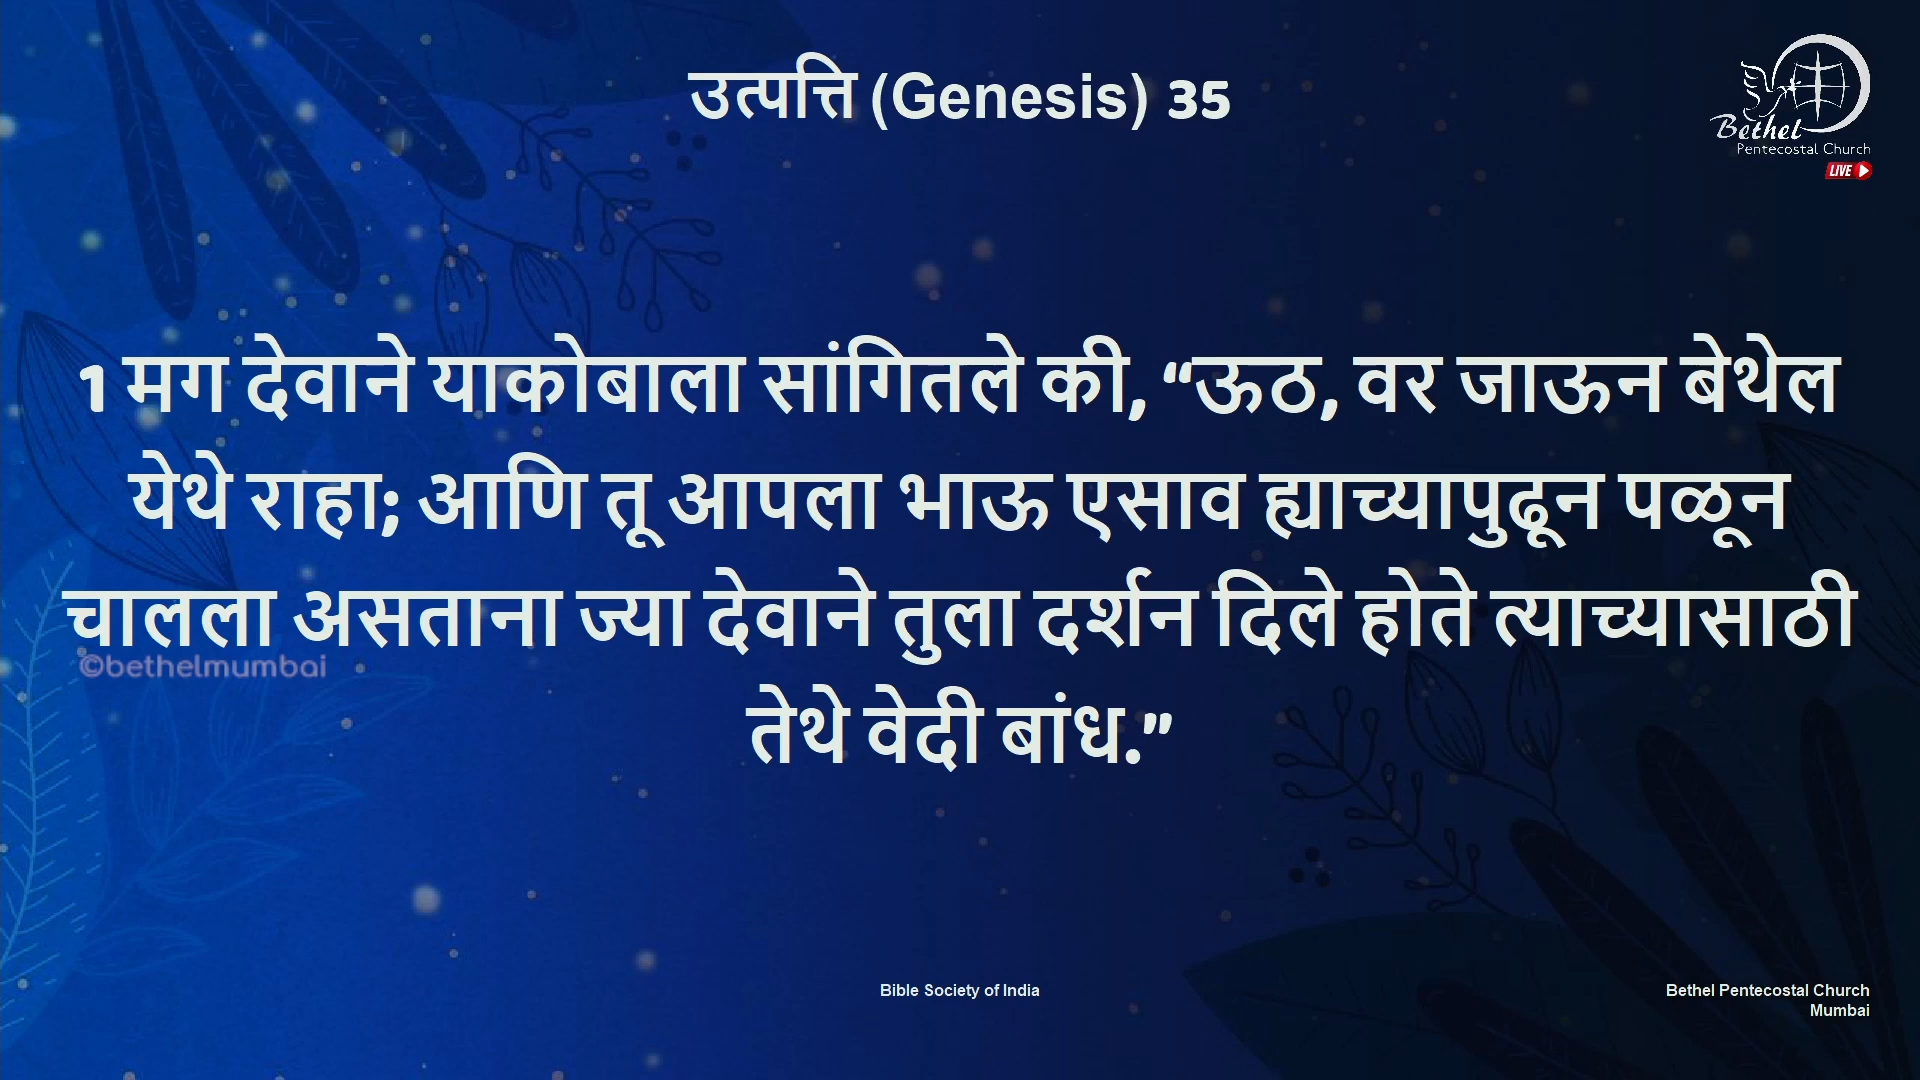 उत्पत्ति (Genesis) 35
Bethel
Pentecostal Church
LIVE
1 मग देवाने याकोबाला सांगितले की, “ऊठ, वर जाऊन बेथेल
येथे राहा; आणि तू आपला भाऊ एसाव ह्याच्यापुढून पळून
चालला असताना ज्या देवाने तुला दर्शन दिले होते त्याच्यासाठी
©bethelmumbai
तेथे वेदी बांध.”
Bible Society of India
Bethel Pentecostal Church
Mumbai